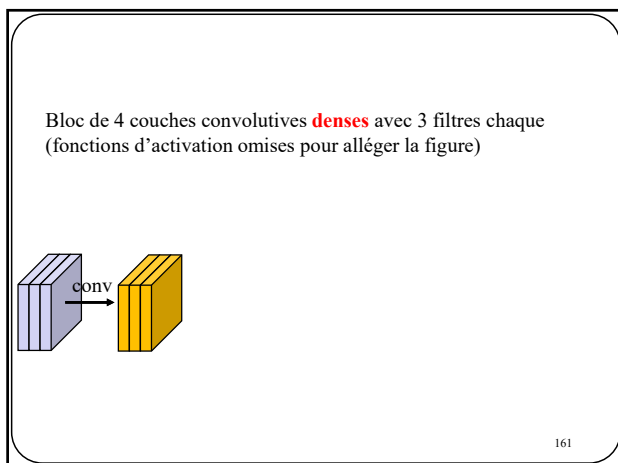 Bloc de 4 couches convolutives denses avec 3 filtres chaque
(fonctions d’activation omises pour alléger la figure)
conv
161